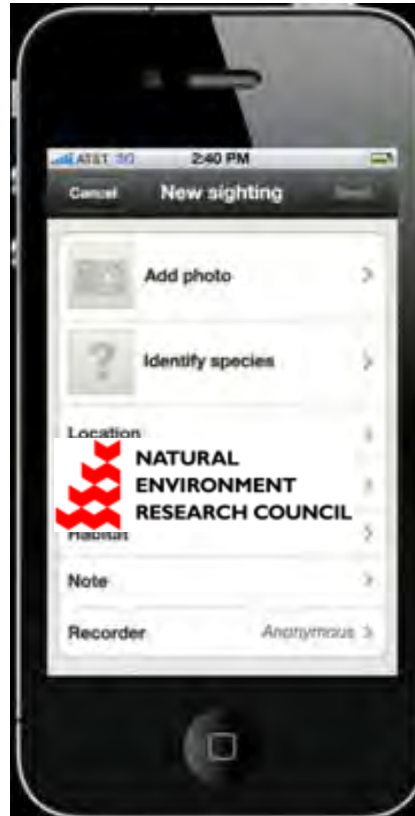 AT&T 3G 2:40 PM
Cancel New sighting
Add photo
?
Identify species
Location
NATURAL
ENVIRONMENT
RESEARCH COUNCIL
Habitat
Note
Recorder Anonymous